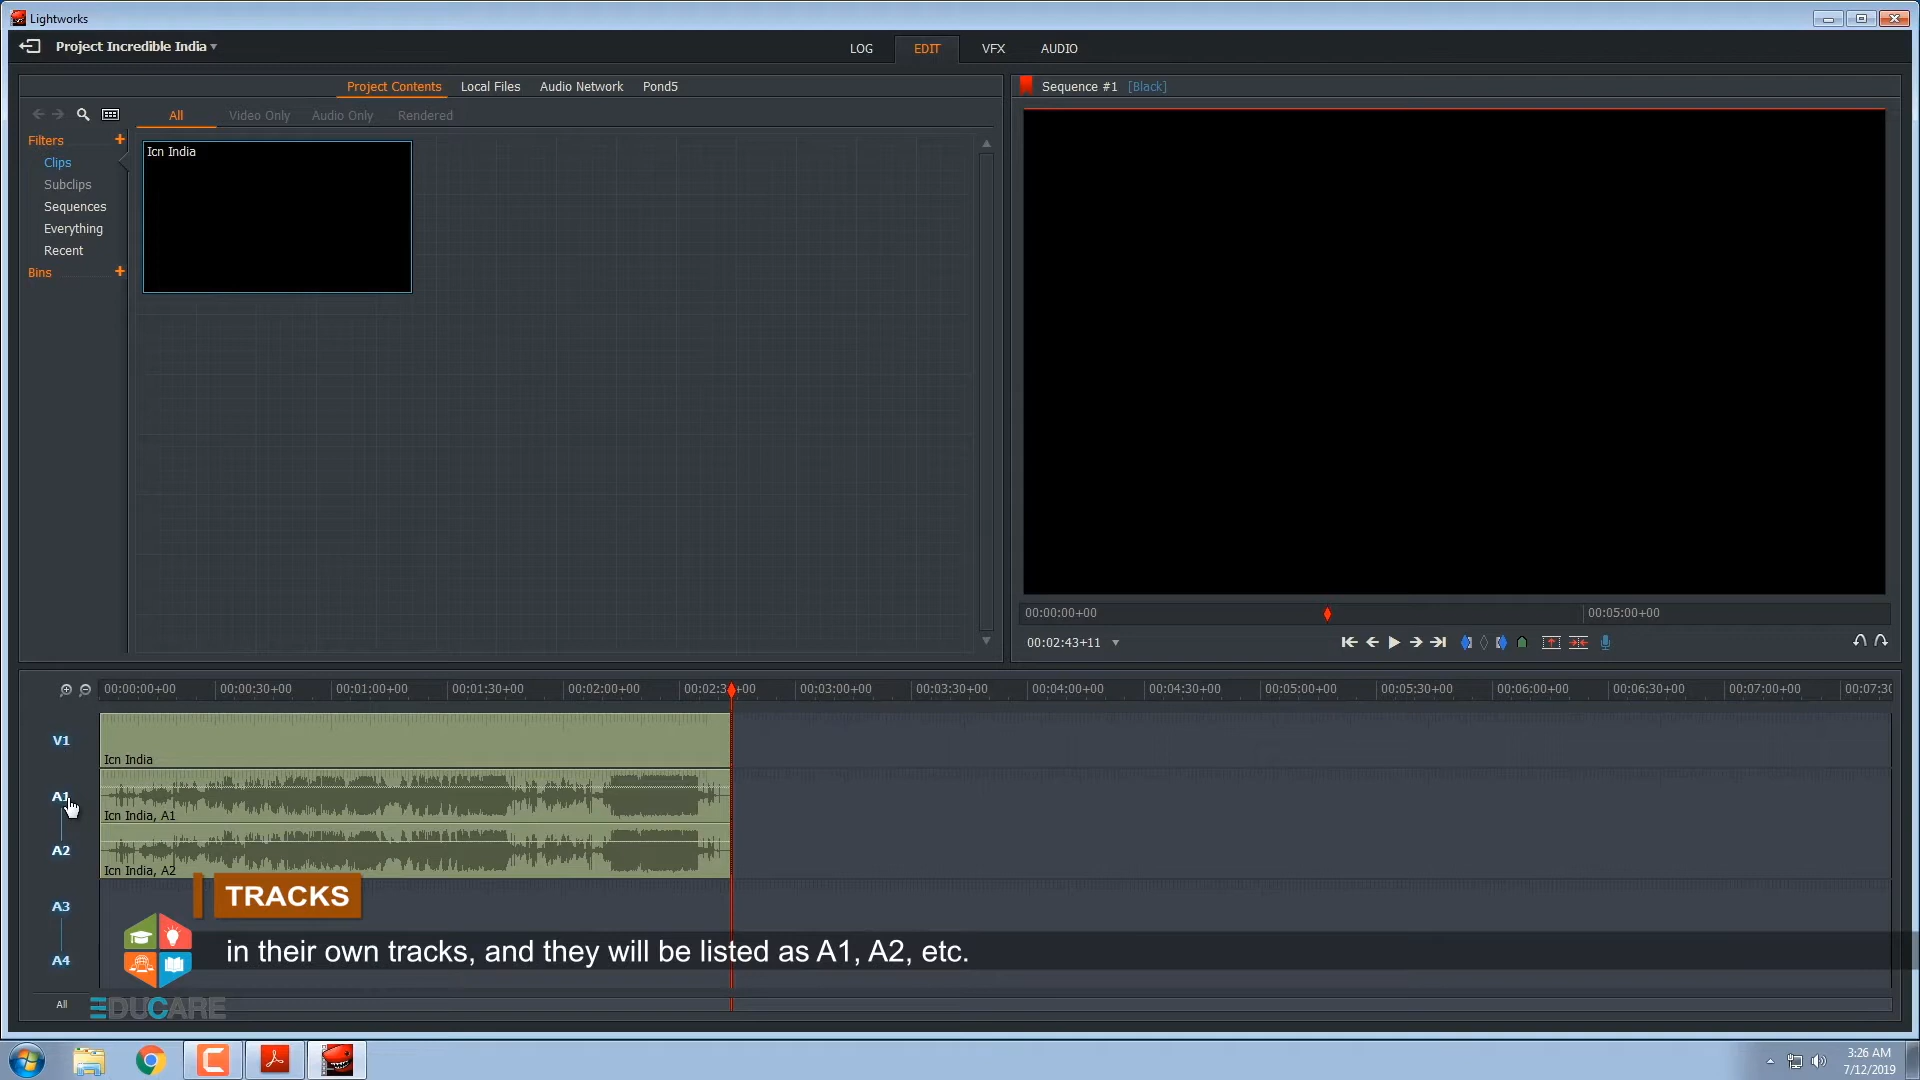 Lightworks
Project Incredible India
LOG EDIT VFX AUDIO
Project Contents Local Files Audio Network Pond5
All Video Only Audio Only Rendered
Filters +
Clips
Subclips
Sequences
Everything
Recent
Bins +
Icn India
Sequence #1 [Black]
00:00:00+00 00:05:00+00
00:02:43+11
00:00:00+00 00:00:30+00 00:01:00+00 00:01:30+00 00:02:00+00 00:02:3 +00 00:03:00+00 00:03:30+00 00:04:00+00 00:04:30+00 00:05:00+00 00:05:30+00 00:06:00+00 00:06:30+00 00:07:00+00 00:07:30
V1
Icn India
A1
Icn India, A1
A2
Icn India, A2
TRACKS
A3
in their own tracks, and they will be listed as A1, A2, etc.
A4
All
EDUCARE
3:26 AM
7/12/2019